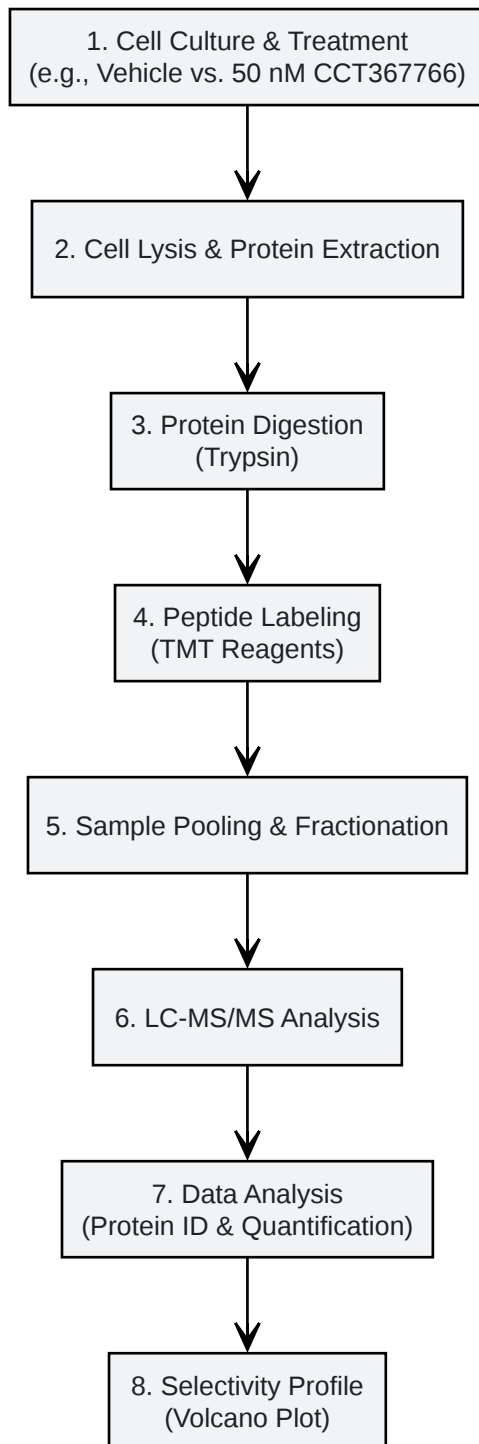 1. Cell Culture & Treatment
(e.g., Vehicle vs. 50 nM CCT367766)
2. Cell Lysis & Protein Extraction
3. Protein Digestion
(Trypsin)
4. Peptide Labeling
(TMT Reagents)
5. Sample Pooling & Fractionation
6. LC-MS/MS Analysis
7. Data Analysis
(Protein ID & Quantification)
8. Selectivity Profile
(Volcano Plot)